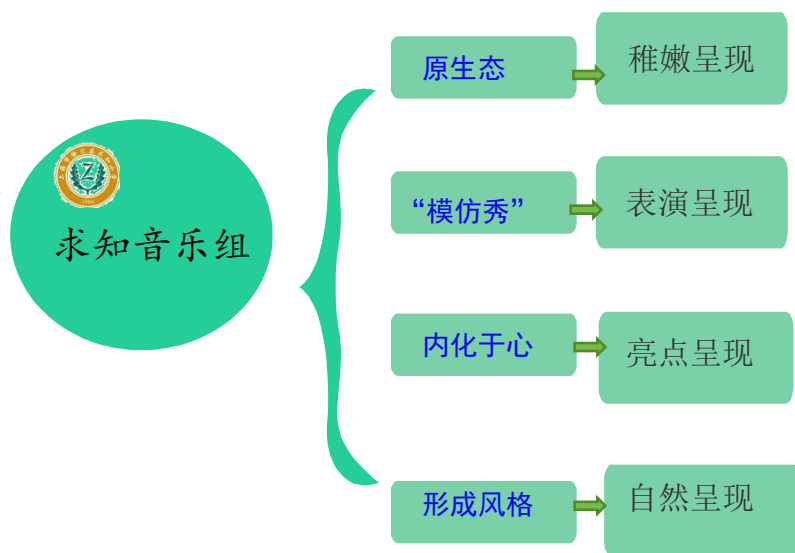 原生态
稚嫩呈现
“模仿秀”
表演呈现
求知音乐组
内化于心
亮点呈现
形成风格
自然呈现